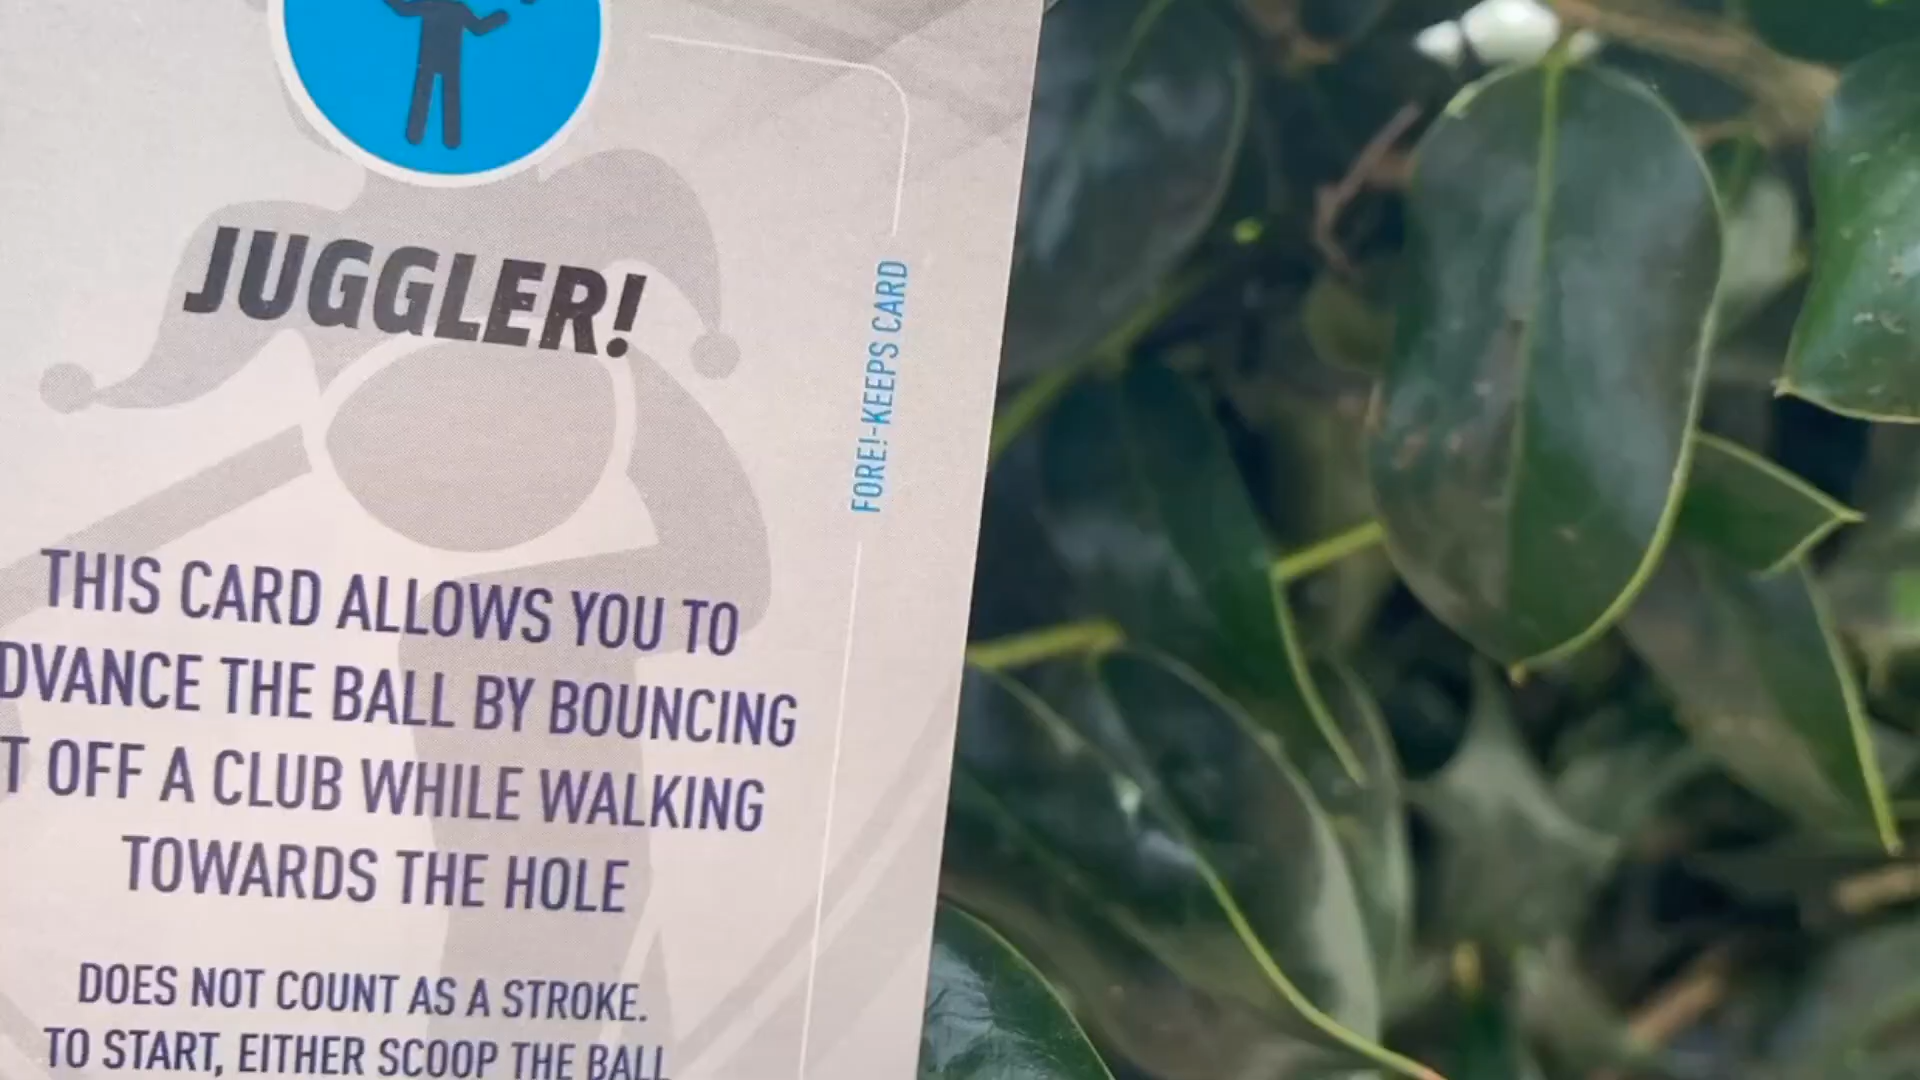 JUGGLER!
FORE!-KEEPS CARD
THIS CARD ALLOWS YOU TO
DVANCE THE BALL BY BOUNCING
T OFF A CLUB WHILE WALKING
TOWARDS THE HOLE
DOES NOT COUNT AS A STROKE.
TO START, EITHER SCOOP THE BALL